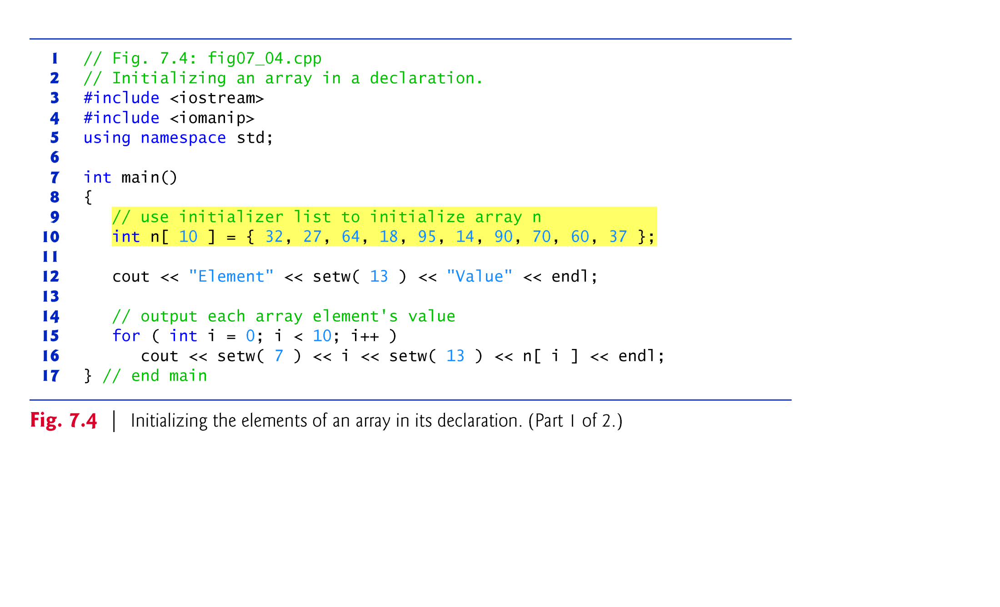 1 // Fig. 7.4: fig07_04.cpp
2 // Initializing an array in a declaration.
3 #include <iostream>
4 #include <iomanip>
5 using namespace std;
6
7 int main()
8 {
9    // use initializer list to initialize array n
10    int n[ 10 ] = { 32, 27, 64, 18, 95, 14, 90, 70, 60, 37 };
11
12    cout << "Element" << setw( 13 ) << "Value" << endl;
13
14    // output each array element's value
15    for ( int i = 0; i < 10; i++ )
16       cout << setw( 7 ) << i << setw( 13 ) << n[ i ] << endl;
17 } // end main
Fig. 7.4 | Initializing the elements of an array in its declaration. (Part 1 of 2.)